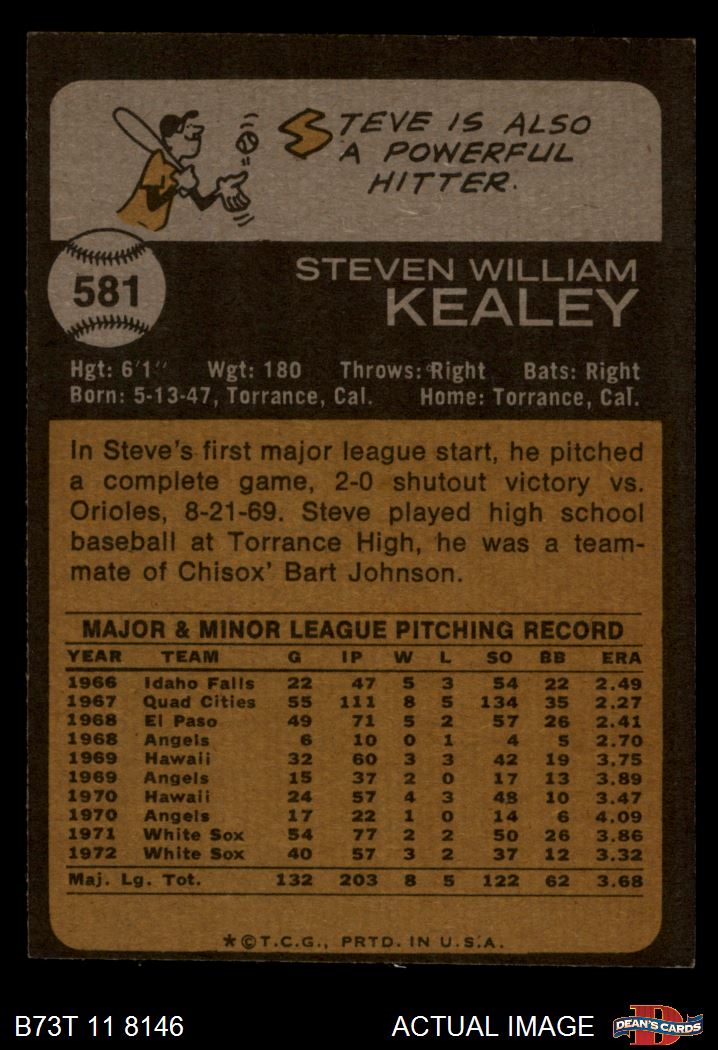 STEVE IS ALSO
A POWERFUL
HITTER.
581
STEVEN WILLIAM
KEALEY
Hgt: 6'1" Wgt: 180 Throws: Right Bats: Right
Born: 5-13-47, Torrance, Cal. Home: Torrance, Cal.
In Steve's first major league start, he pitched
a complete game, 2-0 shutout victory vs.
Orioles, 8-21-69. Steve played high school
baseball at Torrance High, he was a team-
mate of Chisox' Bart Johnson.
MAJOR & MINOR LEAGUE PITCHING RECORD
YEAR TEAM G IP W L SO BB ERA
1966 Idaho Falls 22 47 5 3 54 22 2.49
1967 Quad Cities 55 111 8 5 134 35 2.27
1968 El Paso 49 71 5 2 57 26 2.41
1968 Angels 6 10 0 1 4 5 2.70
1969 Hawaii 32 60 3 3 42 19 3.75
1969 Angels 15 37 2 0 17 13 3.89
1970 Hawaii 24 57 4 3 48 10 3.47
1970 Angels 17 22 1 0 14 6 4.09
1971 White Sox 54 77 2 2 50 26 3.86
1972 White Sox 40 57 3 2 37 12 3.32
Maj. Lg. Tot. 132 203 8 5 122 62 3.68
*©T.C.G., PRTD. IN U.S.A.
B73T 11 8146 ACTUAL IMAGE DEAN'S CARDS